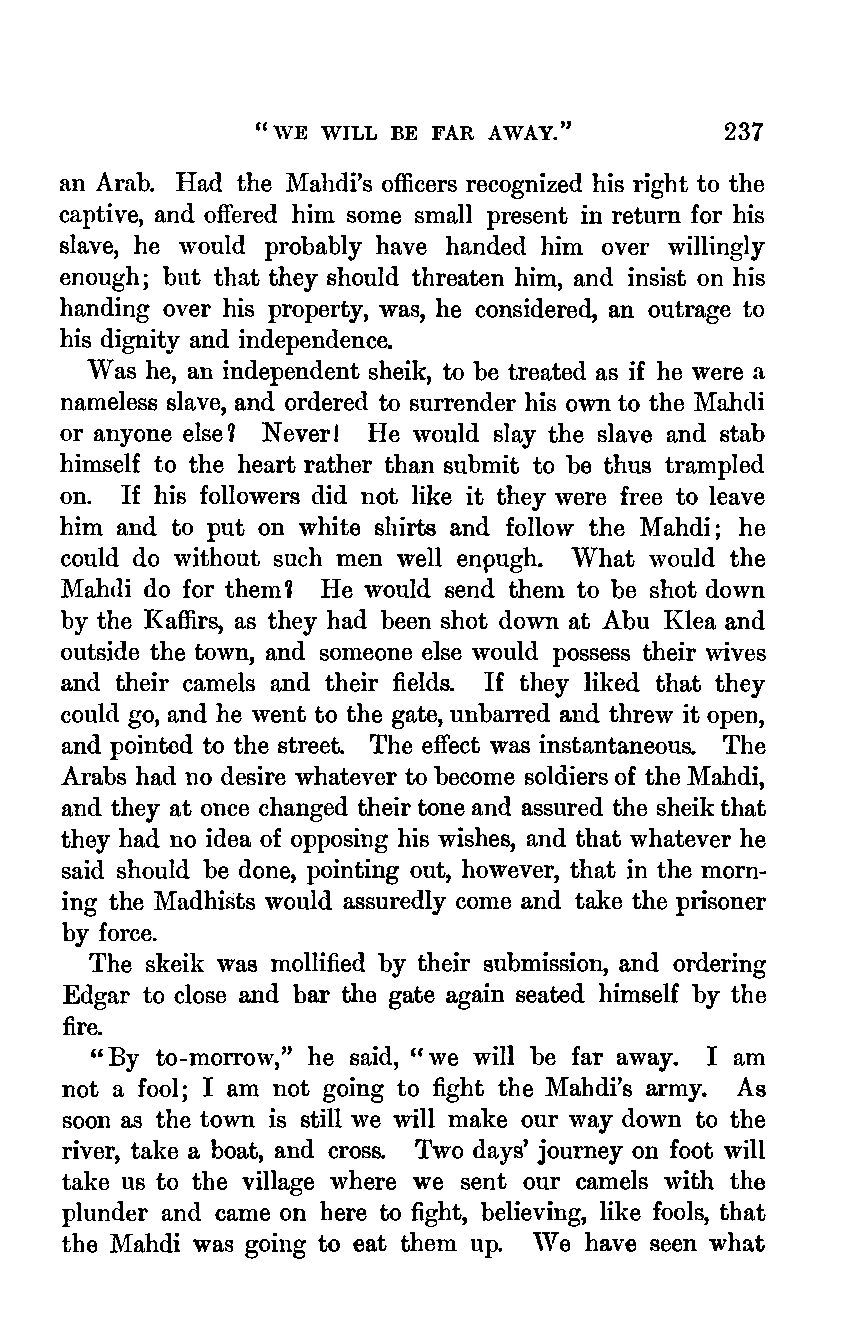 "WE WILL BE FAR AWAY." 237
an Arab. Had the Mahdi's officers recognized his right to the
captive, and offered him some small present in return for his
slave, he would probably have handed him over willingly
enough; but that they should threaten him, and insist on his
handing over his property, was, he considered, an outrage to
his dignity and independence.
Was he, an independent sheik, to be treated as if he were a
nameless slave, and ordered to surrender his own to the Mahdi
or anyone else? Never! He would slay the slave and stab
himself to the heart rather than submit to be thus trampled
on. If his followers did not like it they were free to leave
him and to put on white shirts and follow the Mahdi; he
could do without such men well enpugh. What would the
Mahdi do for them? He would send them to be shot down
by the Kaffirs, as they had been shot down at Abu Klea and
outside the town, and someone else would possess their wives
and their camels and their fields. If they liked that they
could go, and he went to the gate, unbarred and threw it open,
and pointed to the street. The effect was instantaneous. The
Arabs had no desire whatever to become soldiers of the Mahdi,
and they at once changed their tone and assured the sheik that
they had no idea of opposing his wishes, and that whatever he
said should be done, pointing out, however, that in the morn-
ing the Madhists would assuredly come and take the prisoner
by force.
The skeik was mollified by their submission, and ordering
Edgar to close and bar the gate again seated himself by the
fire.
"By to-morrow," he said, "we will be far away. I am
not a fool; I am not going to fight the Mahdi's army. As
soon as the town is still we will make our way down to the
river, take a boat, and cross. Two days' journey on foot will
take us to the village where we sent our camels with the
plunder and came on here to fight, believing, like fools, that
the Mahdi was going to eat them up. We have seen what